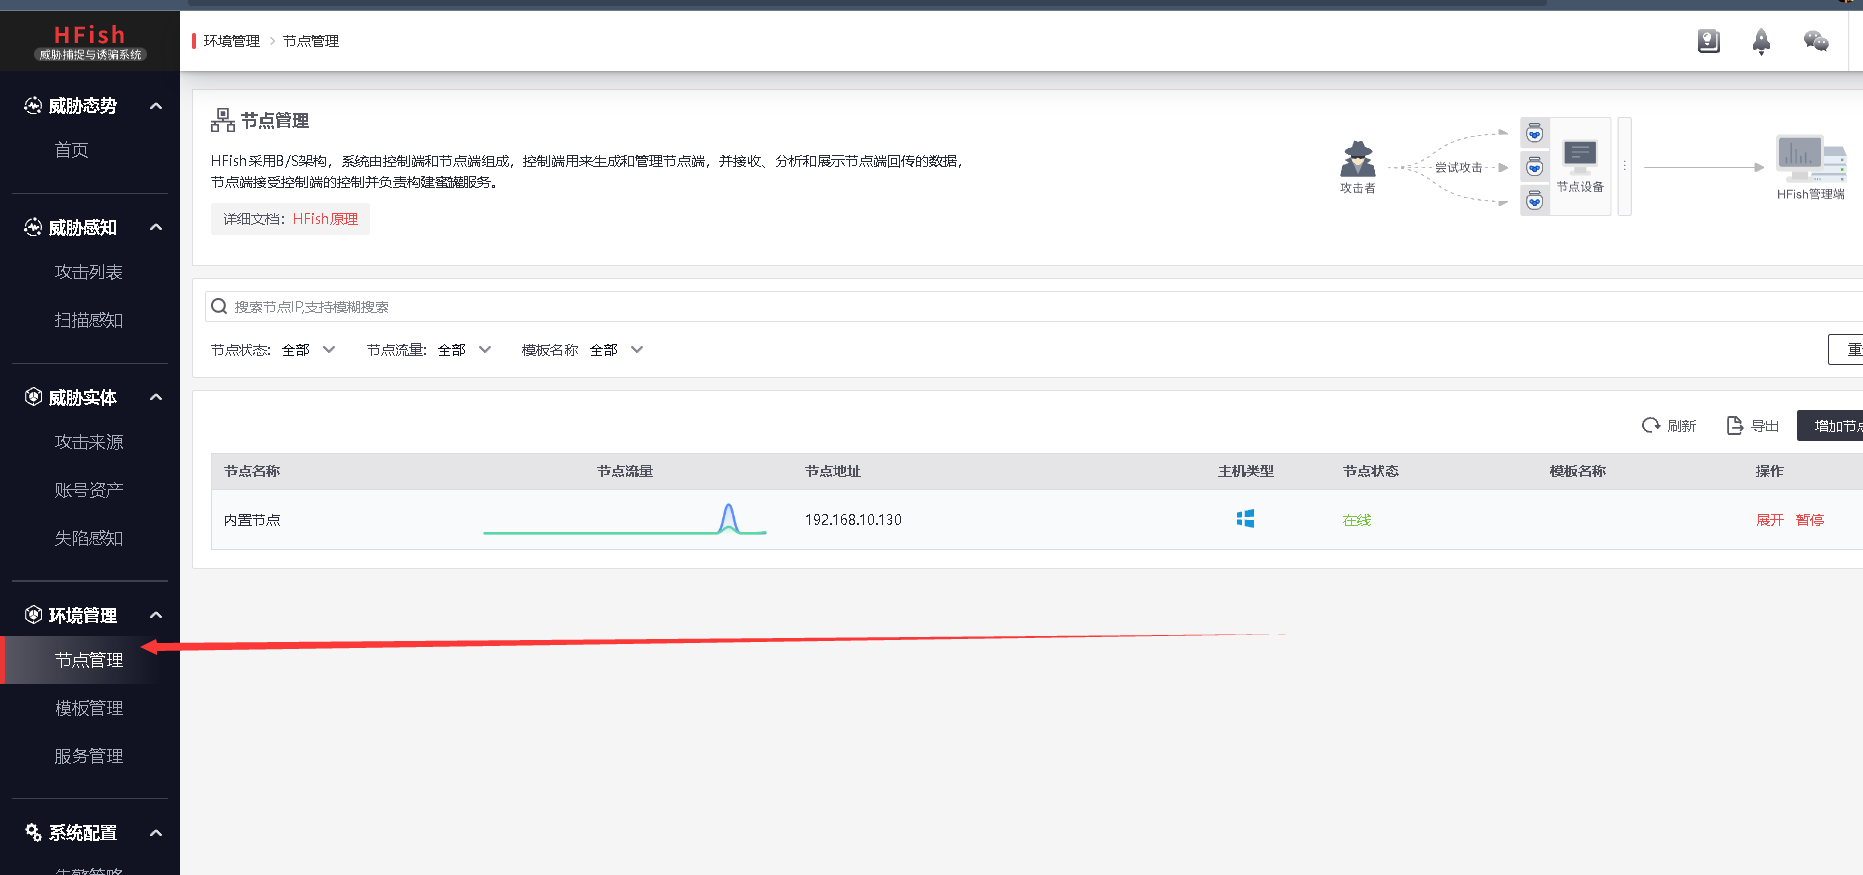 HFish
威胁捕捉与诱骗系统
威胁态势
首页
威胁感知
攻击列表
扫描感知
威胁实体
攻击来源
账号资产
失陷感知
环境管理
节点管理
模板管理
服务管理
系统配置
环境管理 > 节点管理
节点管理
HFish采用B/S架构，系统由控制端和节点端组成，控制端用来生成和管理节点端，并接收、分析和展示节点端回传的数据，
节点端接受控制端的控制并负责构建蜜罐服务。
详细文档：HFish原理
攻击者
尝试攻击
节点设备
HFish管理端
搜索节点IP,支持模糊搜索
节点状态: 全部 节点流量: 全部 模板名称 全部
刷新 导出 增加节点
节点名称 节点流量 节点地址 主机类型 节点状态 模板名称 操作
内置节点 192.168.10.130 在线 展开 暂停